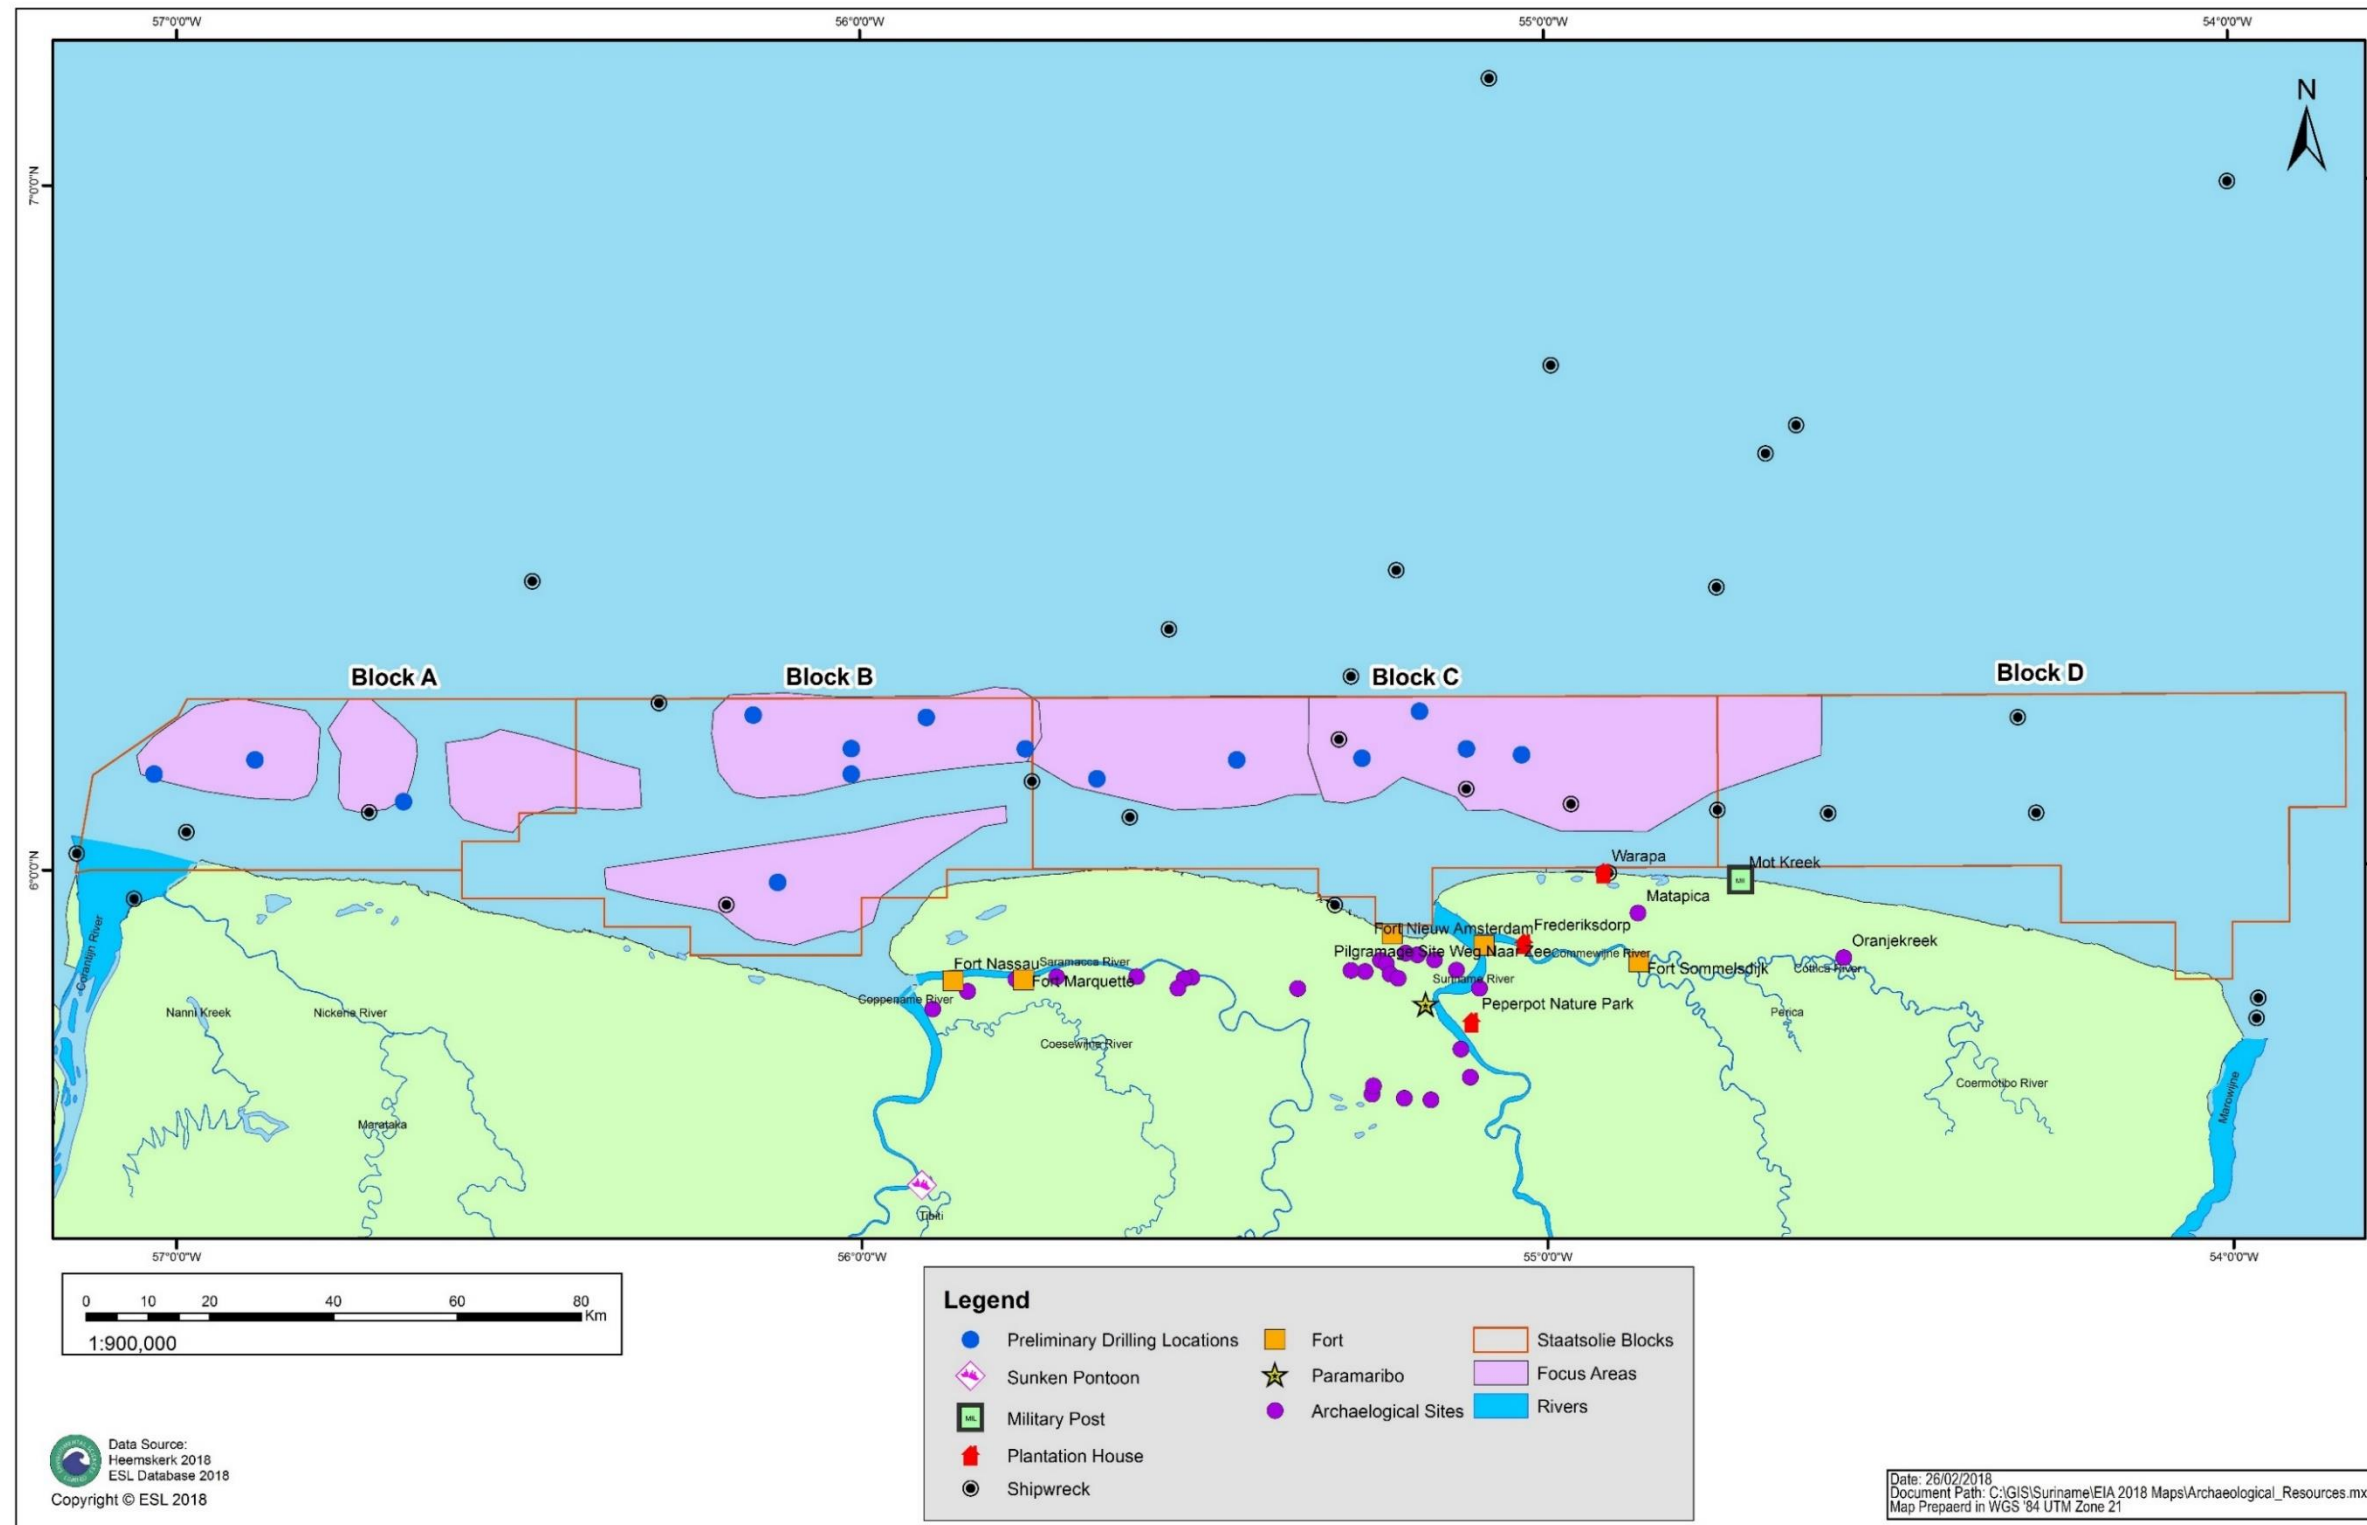 57°0'0"W
56°0'0"W
55°0'0"W
54°0'0"W
N
7°0'0"N
Block A
Block B
Block C
Block D
6°0'0"N
Warapa
Mot Kreek
MIL
Matapica
Fort Nieuw Amsterdam
Frederiksdorp
Oranjekreek
Pilgramage Site Weg Naar Zee
Commewijne River
Corantijn River
Fort Nassau
Saramacca River
Fort Marquette
Suriname River
Fort Sommelsdijk
Cottica River
Coppename River
Peperpot Nature Park
Nanni Kreek
Nickerie River
Perica
Coesewijne River
Coermotibo River
Marowijne
Marataka
Tibiti
57°0'0"W
56°0'0"W
55°0'0"W
54°0'0"W
0 10 20 40 60 80
Km
1:900,000
Legend
Preliminary Drilling Locations
Sunken Pontoon
MIL
Military Post
Plantation House
Shipwreck
Fort
Paramaribo
Archaelogical Sites
Staatsolie Blocks
Focus Areas
Rivers
Data Source:
Heemskerk 2018
ESL Database 2018
Copyright © ESL 2018
Date: 26/02/2018
Document Path: C:\GIS\Suriname\EIA 2018 Maps\Archaeological_Resources.mx
Map Prepaerd in WGS '84 UTM Zone 21